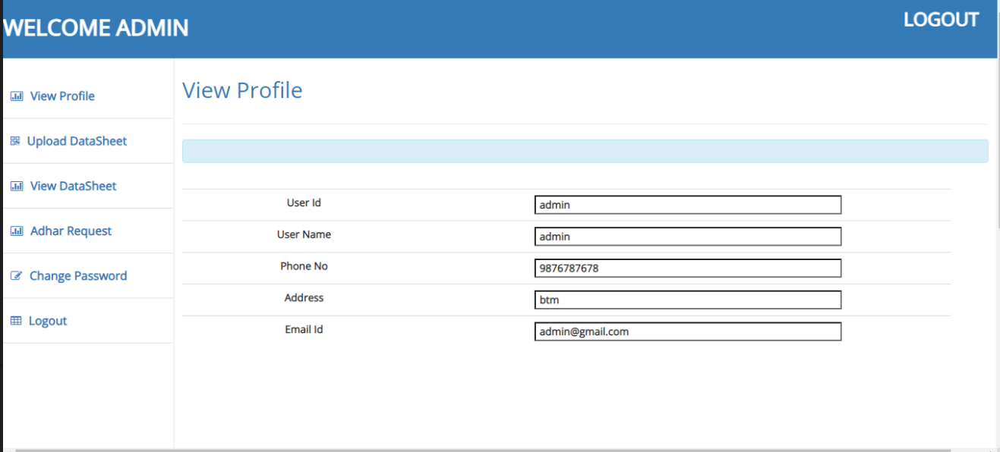 WELCOME ADMIN
LOGOUT
View Profile
Upload DataSheet
View DataSheet
Adhar Request
Change Password
Logout
View Profile
User Id admin
User Name admin
Phone No 9876787678
Address btm
Email Id admin@gmail.com